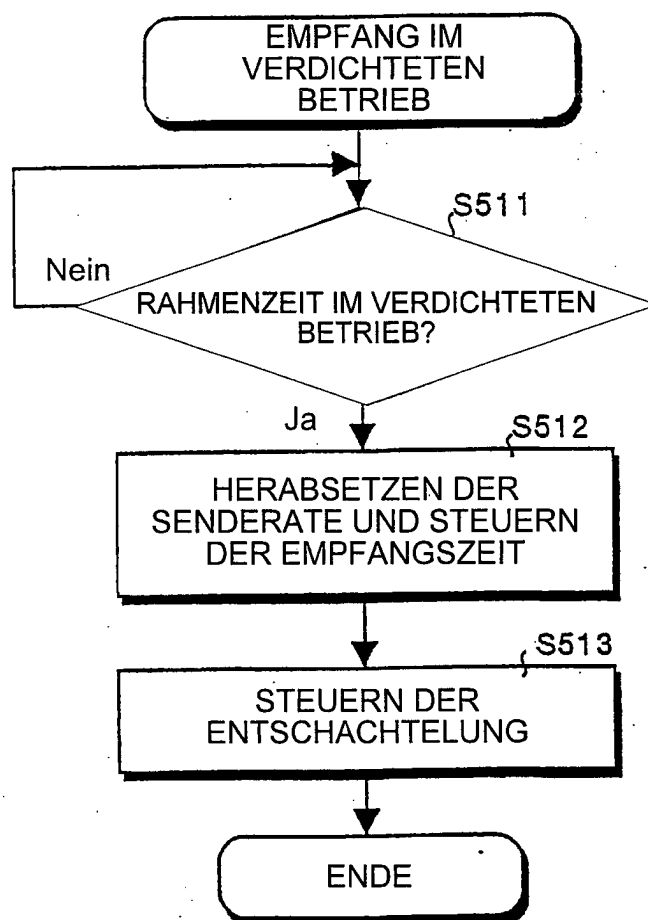 EMPFANG IM
VERDICHTETEN
BETRIEB
S511
Nein
RAHMENZEIT IM VERDICHTETEN
BETRIEB?
Ja
S512
HERABSETZEN DER
SENDERATE UND STEUERN
DER EMPFANGSZEIT
S513
STEUERN DER
ENTSCHACHTELUNG
ENDE